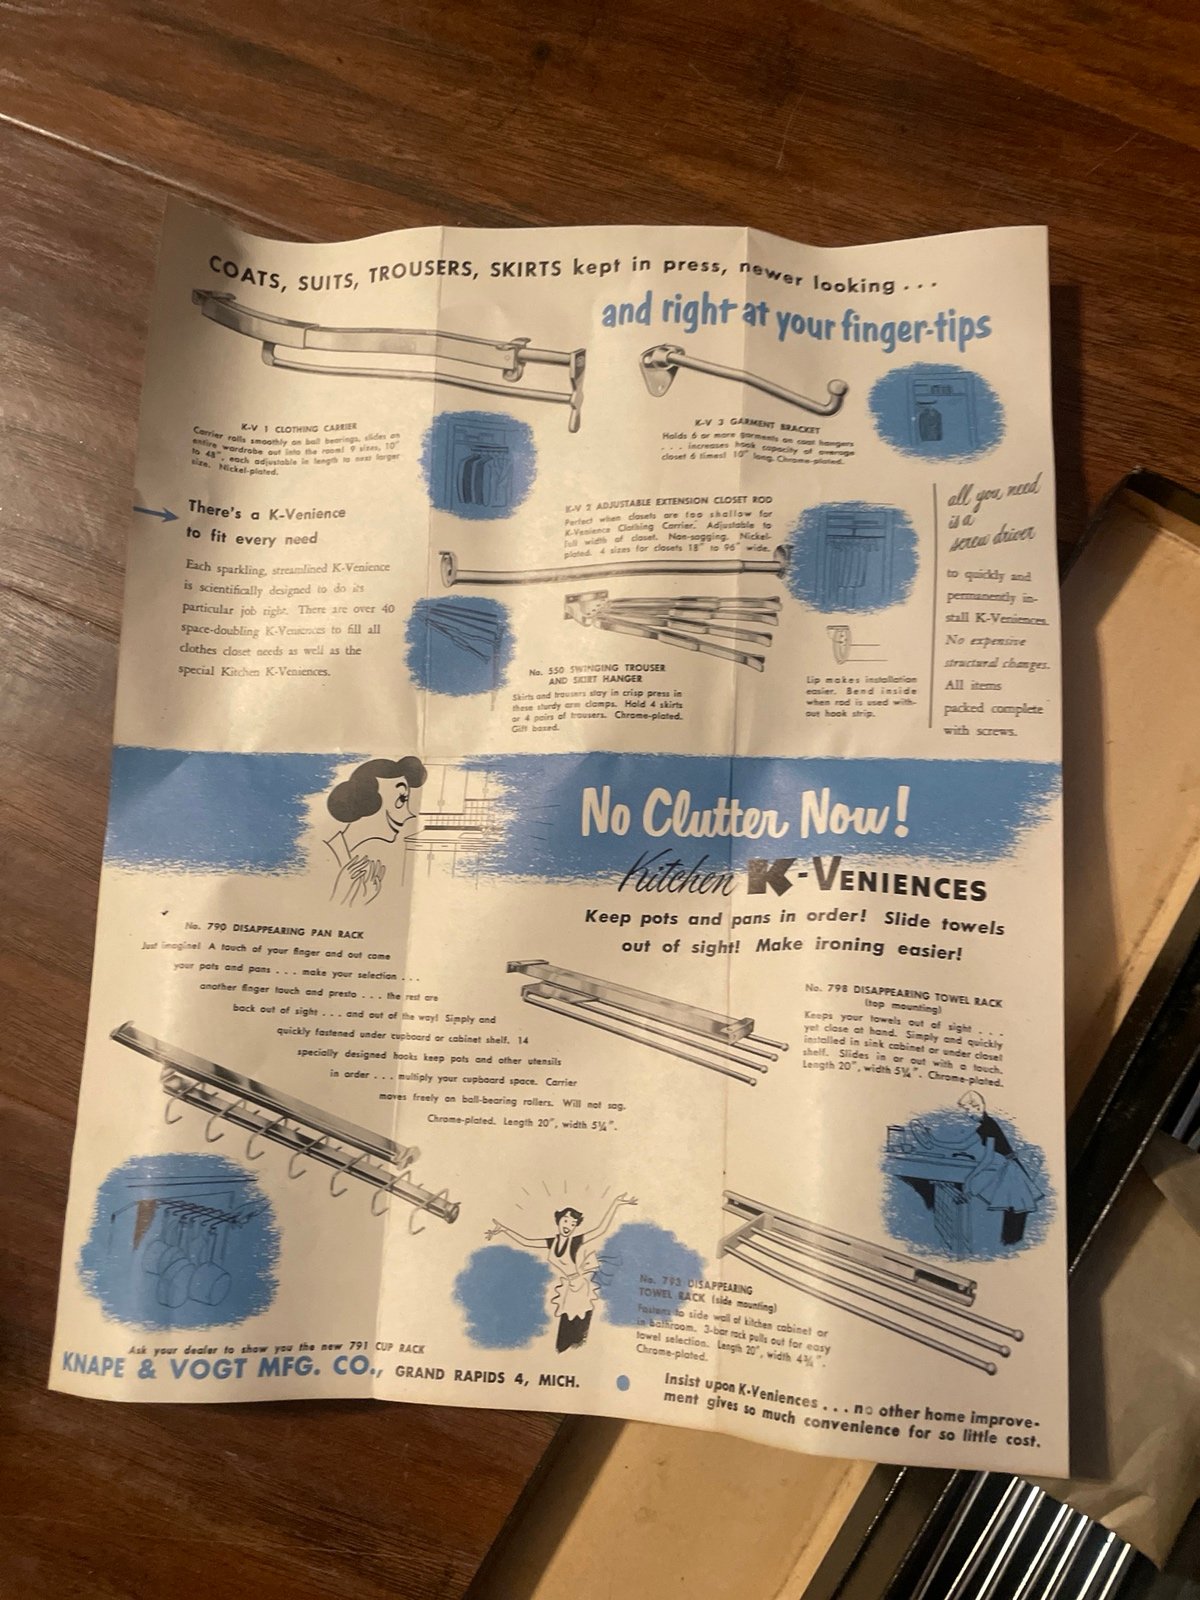 COATS, SUITS, TROUSERS, SKIRTS kept in press, newer looking . . .
and right at your finger-tips
K-V 1 CLOTHING CARRIER
Carrier rolls smoothly on ball bearings, slides an
entire wardrobe out into the room! 9 sizes, 10"
to 48", each adjustable in length to next larger
size. Nickel-plated.
K-V 3 GARMENT BRACKET
Holds 6 or more garments on coat hangers
. . . increases hook capacity of average
closet 6 times! 10" long. Chrome-plated.
There's a K-Venience
to fit every need
Each sparkling, streamlined K-Venience
is scientifically designed to do its
particular job right. There are over 40
space-doubling K-Veniences to fill all
clothes closet needs as well as the
special Kitchen K-Veniences.
K-V 2 ADJUSTABLE EXTENSION CLOSET ROD
Perfect when closets are too shallow for
K-Venience Clothing Carrier. Adjustable to
full width of closet. Non-sagging. Nickel-
plated. 4 sizes for closets 18" to 96" wide.
No. 550 SWINGING TROUSER
AND SKIRT HANGER
Skirts and trousers stay in crisp press in
these sturdy arm clamps. Hold 4 skirts
or 4 pairs of trousers. Chrome-plated.
Gift boxed.
Lip makes installation
easier. Bend inside
when rod is used with-
out hook strip.
all you need
is a
screw driver
to quickly and
permanently in-
stall K-Veniences.
No expensive
structural changes.
All items
packed complete
with screws.
No Clutter Now!
Kitchen K-VENIENCES
Keep pots and pans in order! Slide towels
out of sight! Make ironing easier!
No. 790 DISAPPEARING PAN RACK
Just imagine! A touch of your finger and out come
your pots and pans . . . make your selection . . .
another finger touch and presto . . . the rest are
back out of sight . . . and out of the way! Simply and
quickly fastened under cupboard or cabinet shelf. 14
specially designed hooks keep pots and other utensils
in order . . . multiply your cupboard space. Carrier
moves freely on ball-bearing rollers. Will not sag.
Chrome-plated. Length 20", width 5¼".
No. 798 DISAPPEARING TOWEL RACK
(top mounting)
Keeps your towels out of sight . . .
yet close at hand. Simply and quickly
installed in sink cabinet or under closet
shelf. Slides in or out with a touch.
Length 20", width 5¼". Chrome-plated.
No. 793 DISAPPEARING
TOWEL RACK (side mounting)
Fastens to side wall of kitchen cabinet or
in bathroom. 3-bar rack pulls out for easy
towel selection. Length 20", width 4¾".
Chrome-plated.
Ask your dealer to show you the new 791 CUP RACK
KNAPE & VOGT MFG. CO., GRAND RAPIDS 4, MICH.
Insist upon K-Veniences . . . no other home improve-
ment gives so much convenience for so little cost.